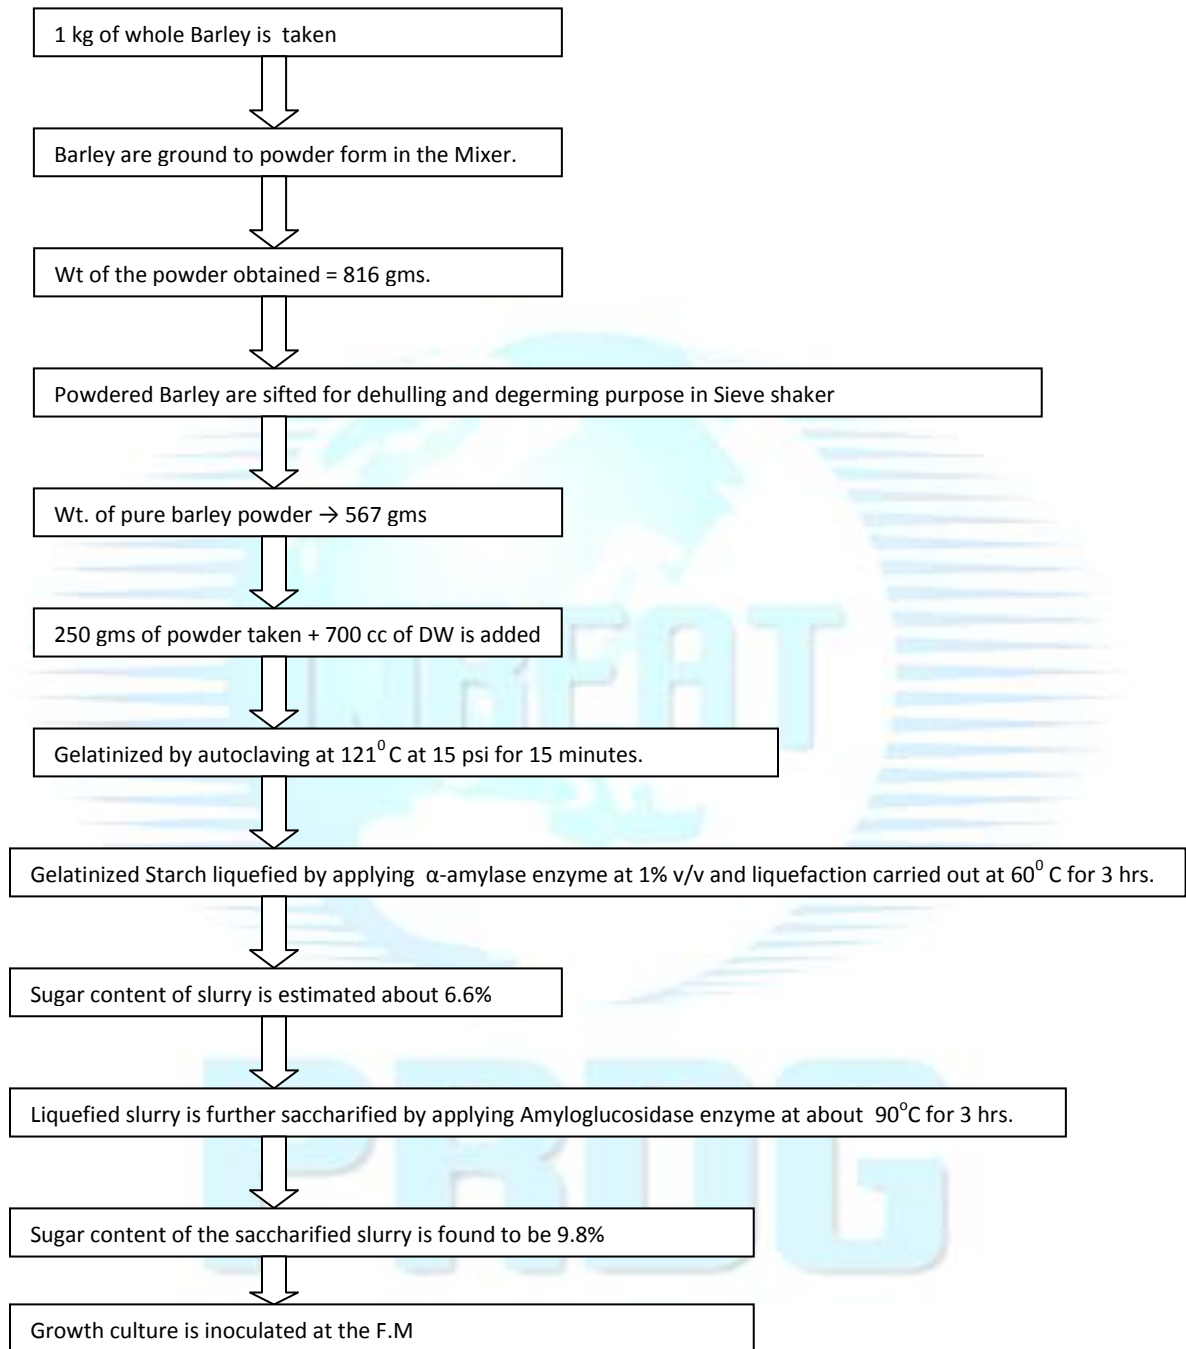 1 kg of whole Barley is taken
Barley are ground to powder form in the Mixer.
Wt of the powder obtained = 816 gms.
Powdered Barley are sifted for dehulling and degerming purpose in Sieve shaker
Wt. of pure barley powder → 567 gms
250 gms of powder taken + 700 cc of DW is added
Gelatinized by autoclaving at 121⁰ C at 15 psi for 15 minutes.
Gelatinized Starch liquefied by applying α-amylase enzyme at 1% v/v and liquefaction carried out at 60⁰ C for 3 hrs.
Sugar content of slurry is estimated about 6.6%
Liquefied slurry is further saccharified by applying Amyloglucosidase enzyme at about 90°C for 3 hrs.
Sugar content of the saccharified slurry is found to be 9.8%
Growth culture is inoculated at the F.M
PRDG